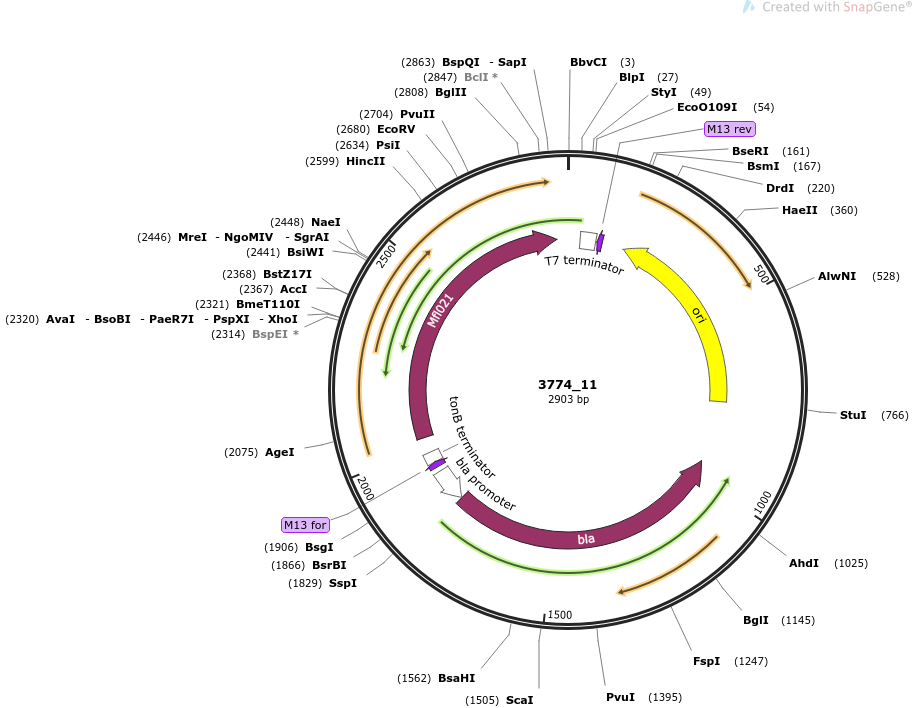 Created with SnapGene®
(2863) BspQI - SapI
(2847) BclI *
(2808) BglII
(2704) PvuII
(2680) EcoRV
(2634) PsiI
(2599) HincII
(2448) NaeI
(2446) MreI - NgoMIV - SgrAI
(2441) BsiWI
(2368) BstZ17I
(2367) AccI
(2321) BmeT110I
(2320) AvaI - BsoBI - PaeR7I - PspXI - XhoI
(2314) BspEI *
(2075) AgeI
M13 for
(1906) BsgI
(1866) BsrBI
(1829) SspI
(1562) BsaHI
(1505) ScaI
BbvCI (3)
BlpI (27)
StyI (49)
EcoO109I (54)
M13 rev
BseRI (161)
BsmI (167)
DrdI (220)
HaeII (360)
AlwNI (528)
StuI (766)
AhdI (1025)
BglI (1145)
FspI (1247)
PvuI (1395)
500
1000
1500
2000
2500
T7 terminator
ori
Mfl021
3774_11
2903 bp
tonB terminator
bla promoter
bla